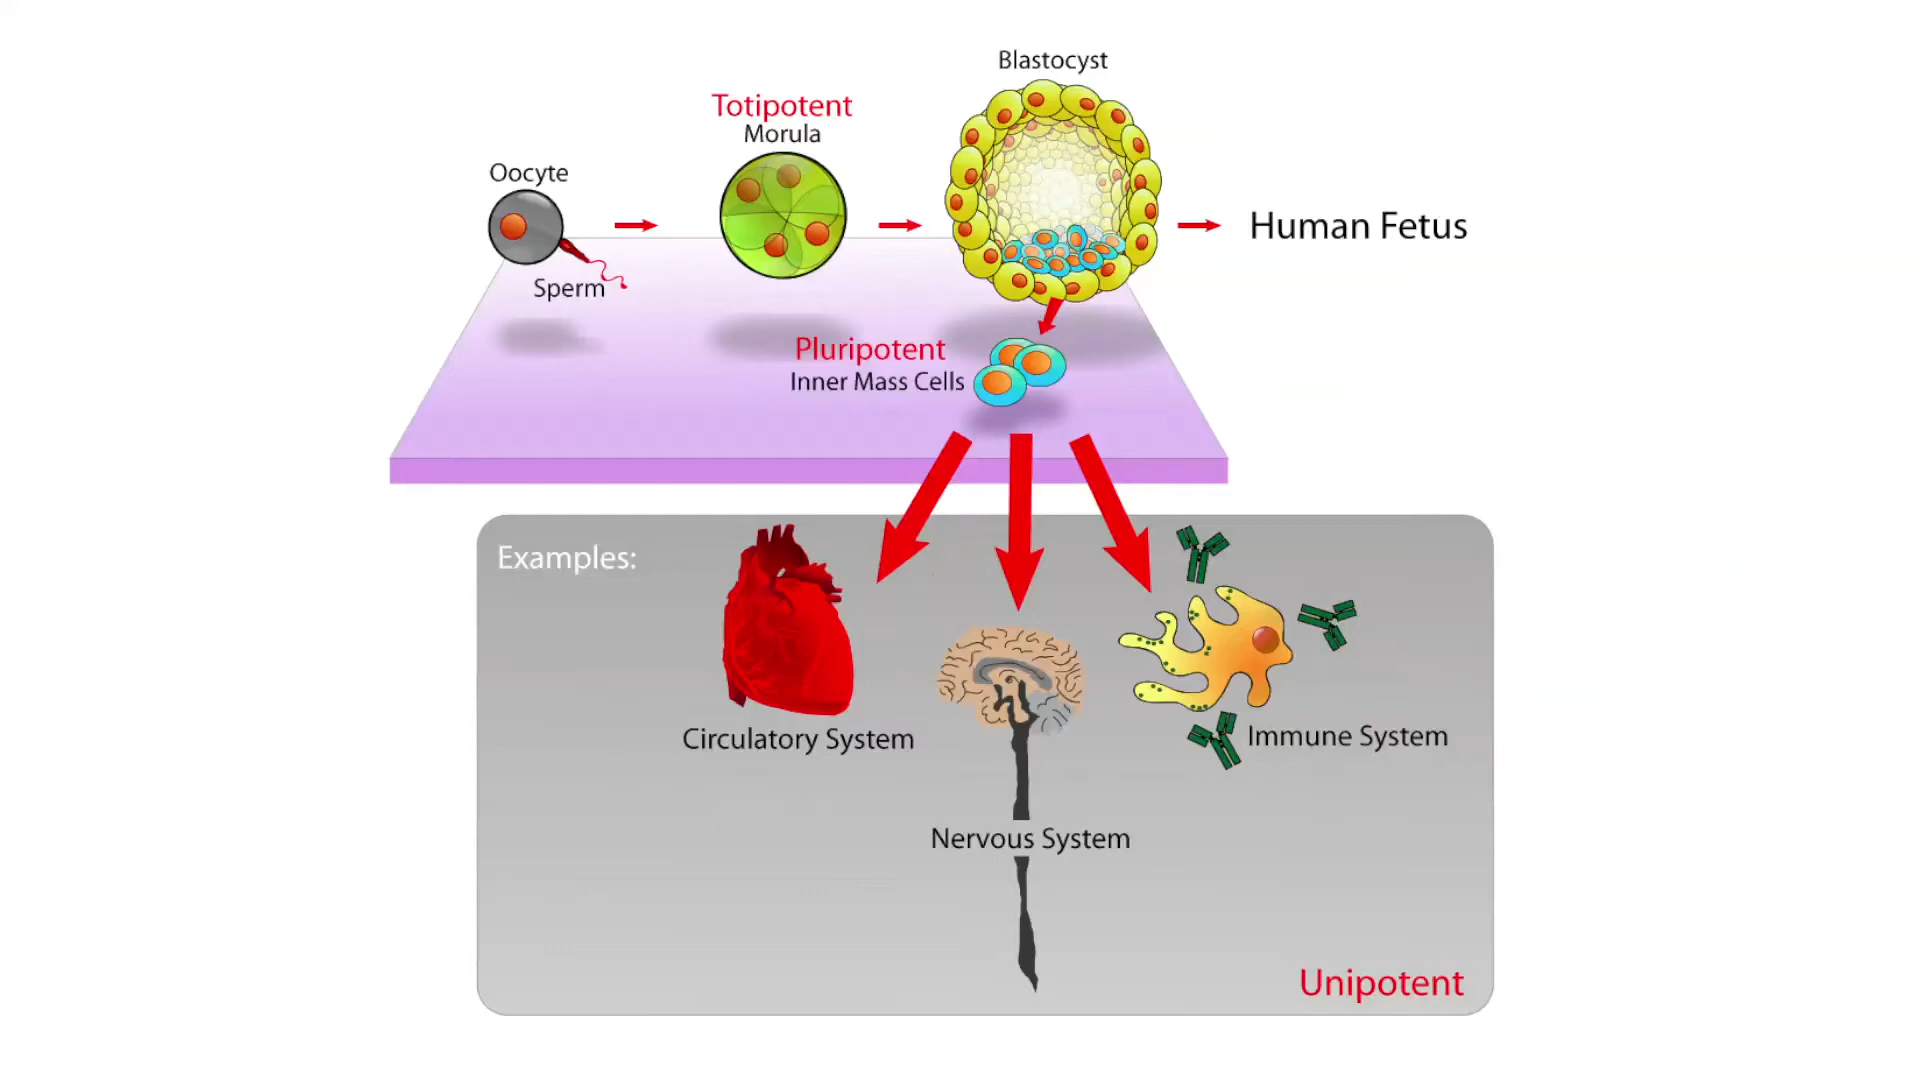 Blastocyst
Totipotent
Morula
Oocyte
Human Fetus
Sperm
Pluripotent
Inner Mass Cells
Examples:
Circulatory System
Immune System
Nervous System
Unipotent